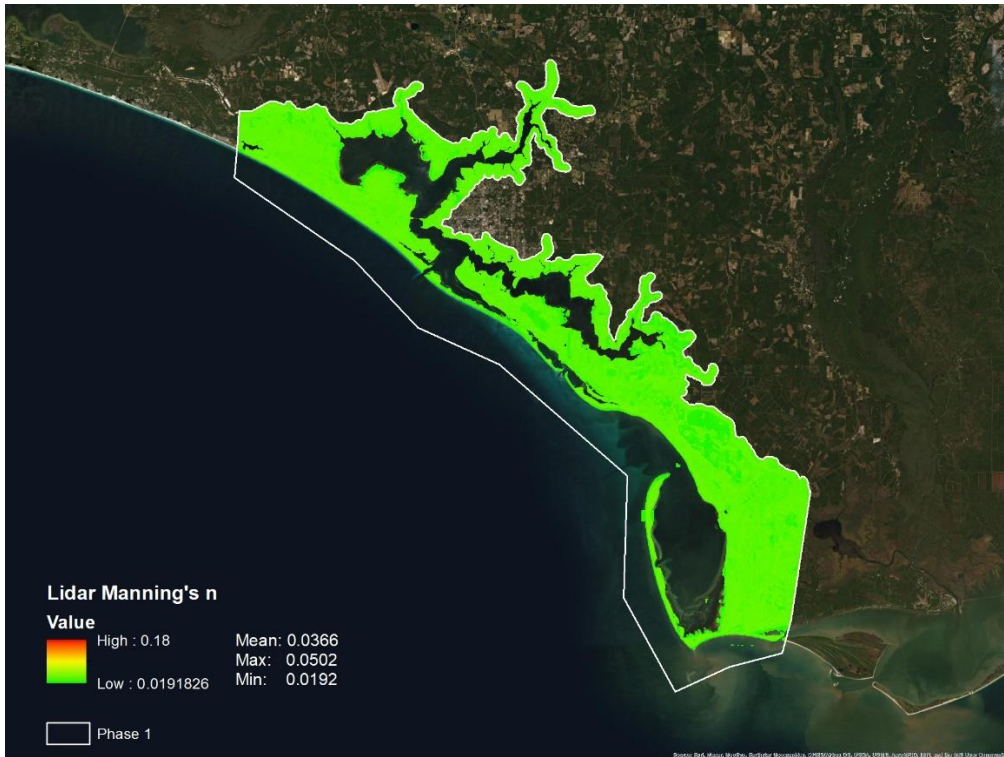 Lidar Manning's n
Value
High : 0.18
Low : 0.0191826
Mean: 0.0366
Max: 0.0502
Min: 0.0192
Phase 1